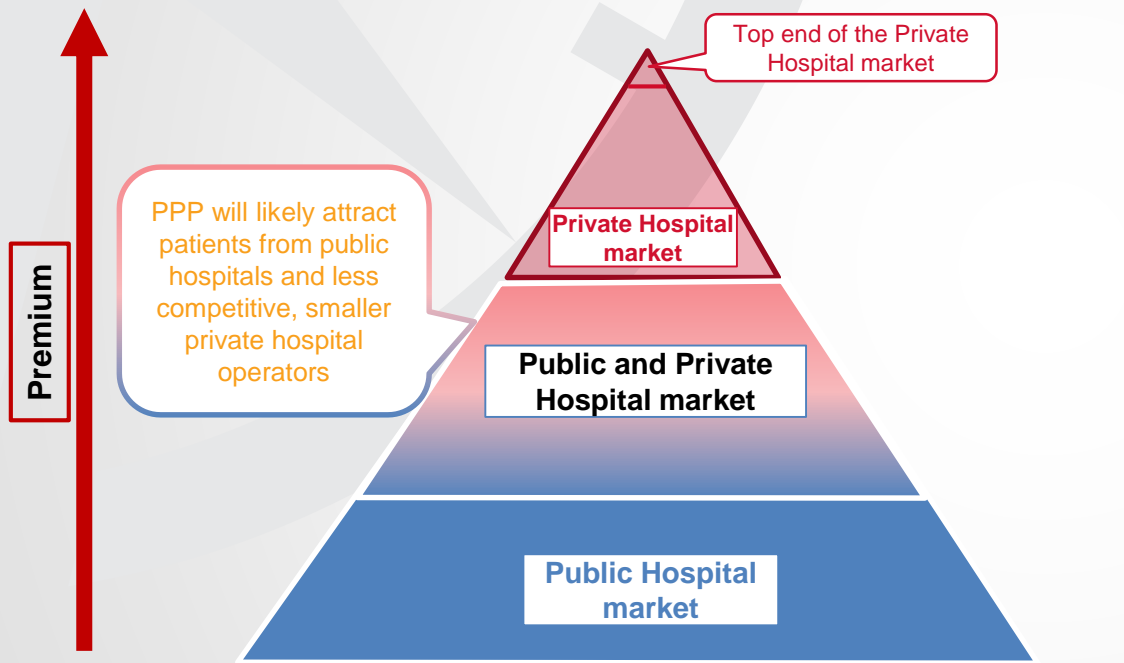 Top end of the Private
Hospital market
PPP will likely attract
patients from public
hospitals and less
competitive, smaller
private hospital
operators
Premium
Private Hospital
market
Public and Private
Hospital market
Public Hospital
market